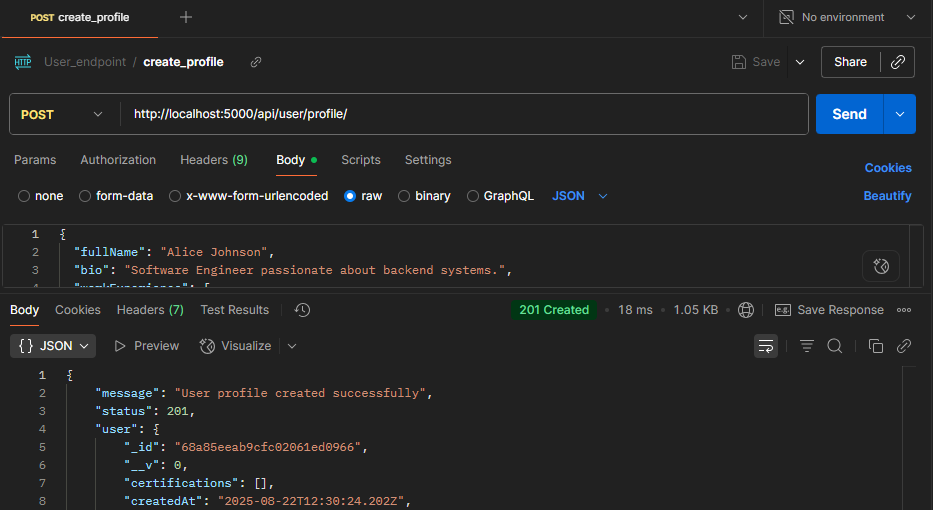 POST create_profile
No environment
HTTP User_endpoint / create_profile Save Share
POST http://localhost:5000/api/user/profile/ Send
Params Authorization Headers (9) Body Scripts Settings Cookies
none form-data x-www-form-urlencoded raw binary GraphQL JSON Beautify
1 {
2 "fullName": "Alice Johnson",
3 "bio": "Software Engineer passionate about backend systems.",
4 "workExperience": [
Body Cookies Headers (7) Test Results 201 Created 18 ms 1.05 KB e.g. Save Response
{} JSON Preview Visualize
1 {
2 "message": "User profile created successfully",
3 "status": 201,
4 "user": {
5 "_id": "68a85eeab9cfc02061ed0966",
6 "__v": 0,
7 "certifications": [],
8 "createdAt": "2025-08-22T12:30:24.202Z",